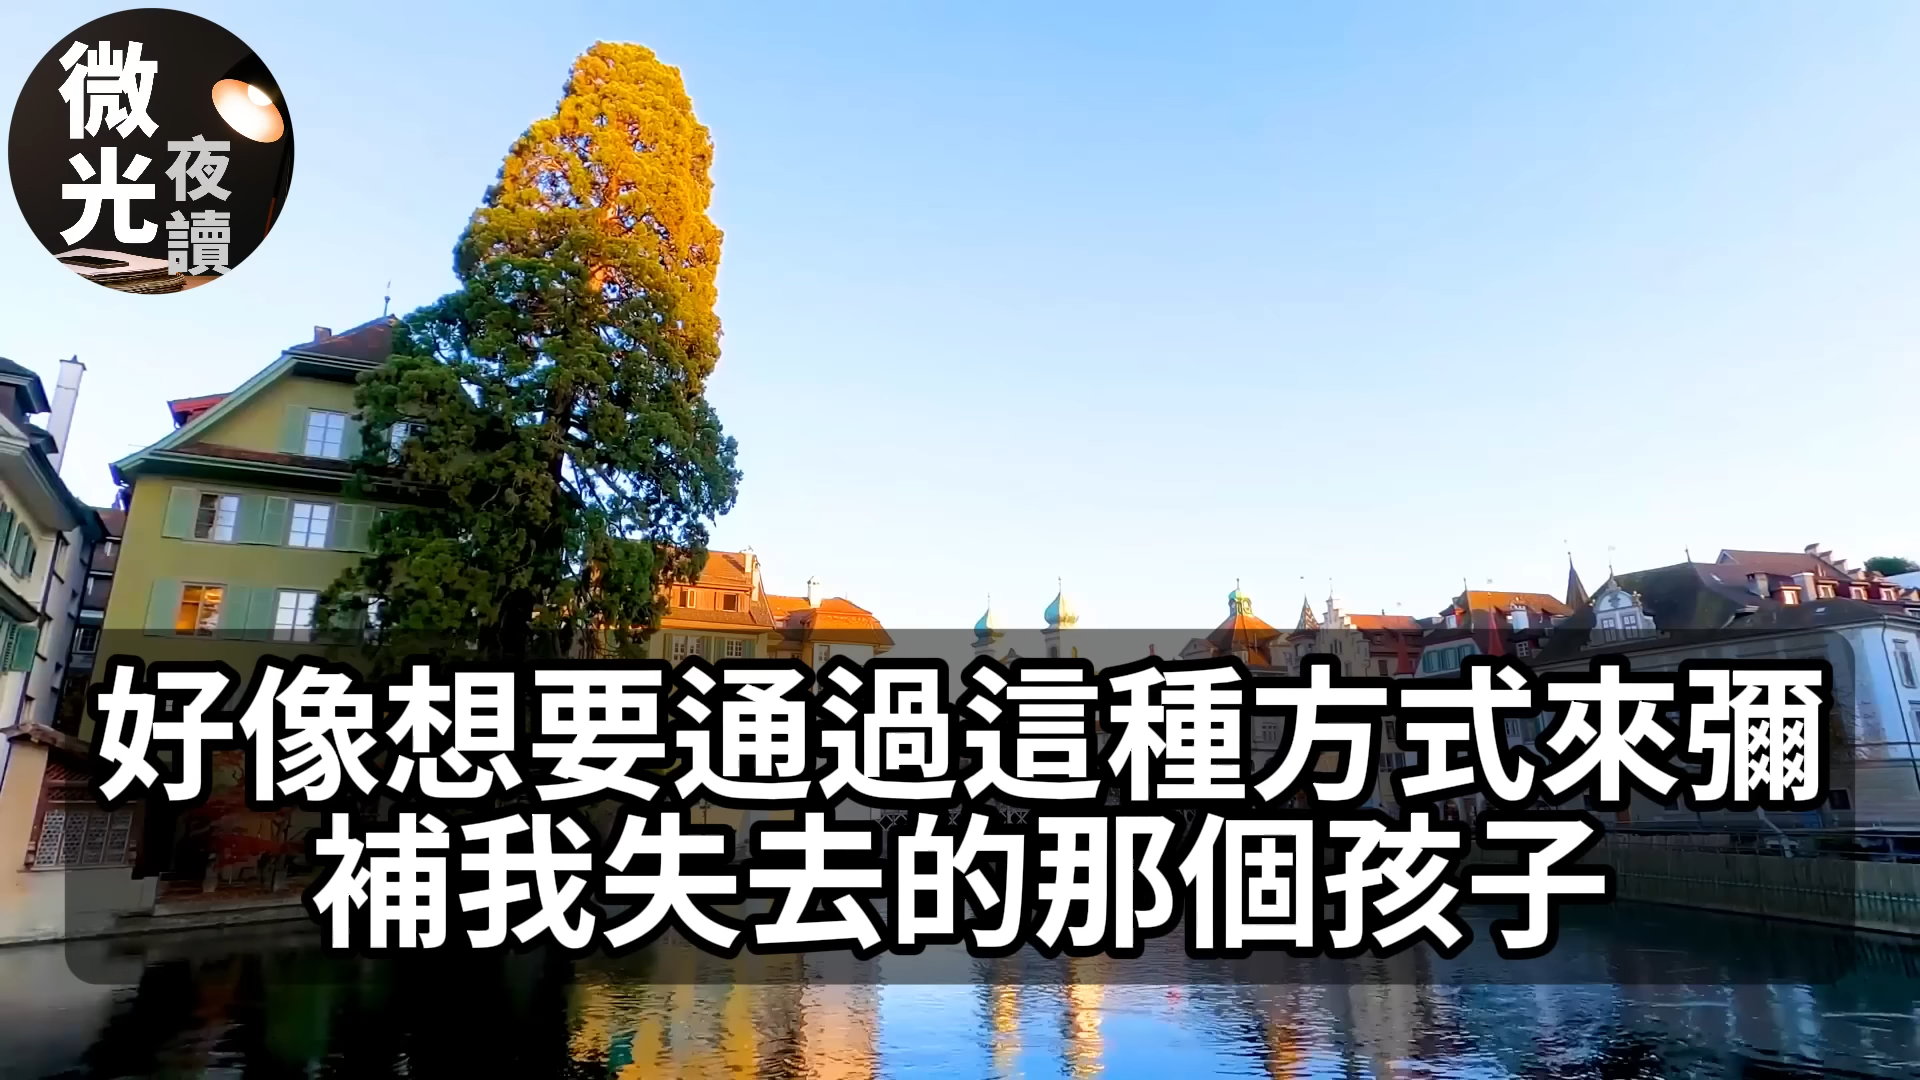 微光
夜讀
好像想要通過這種方式來彌
補我失去的那個孩子